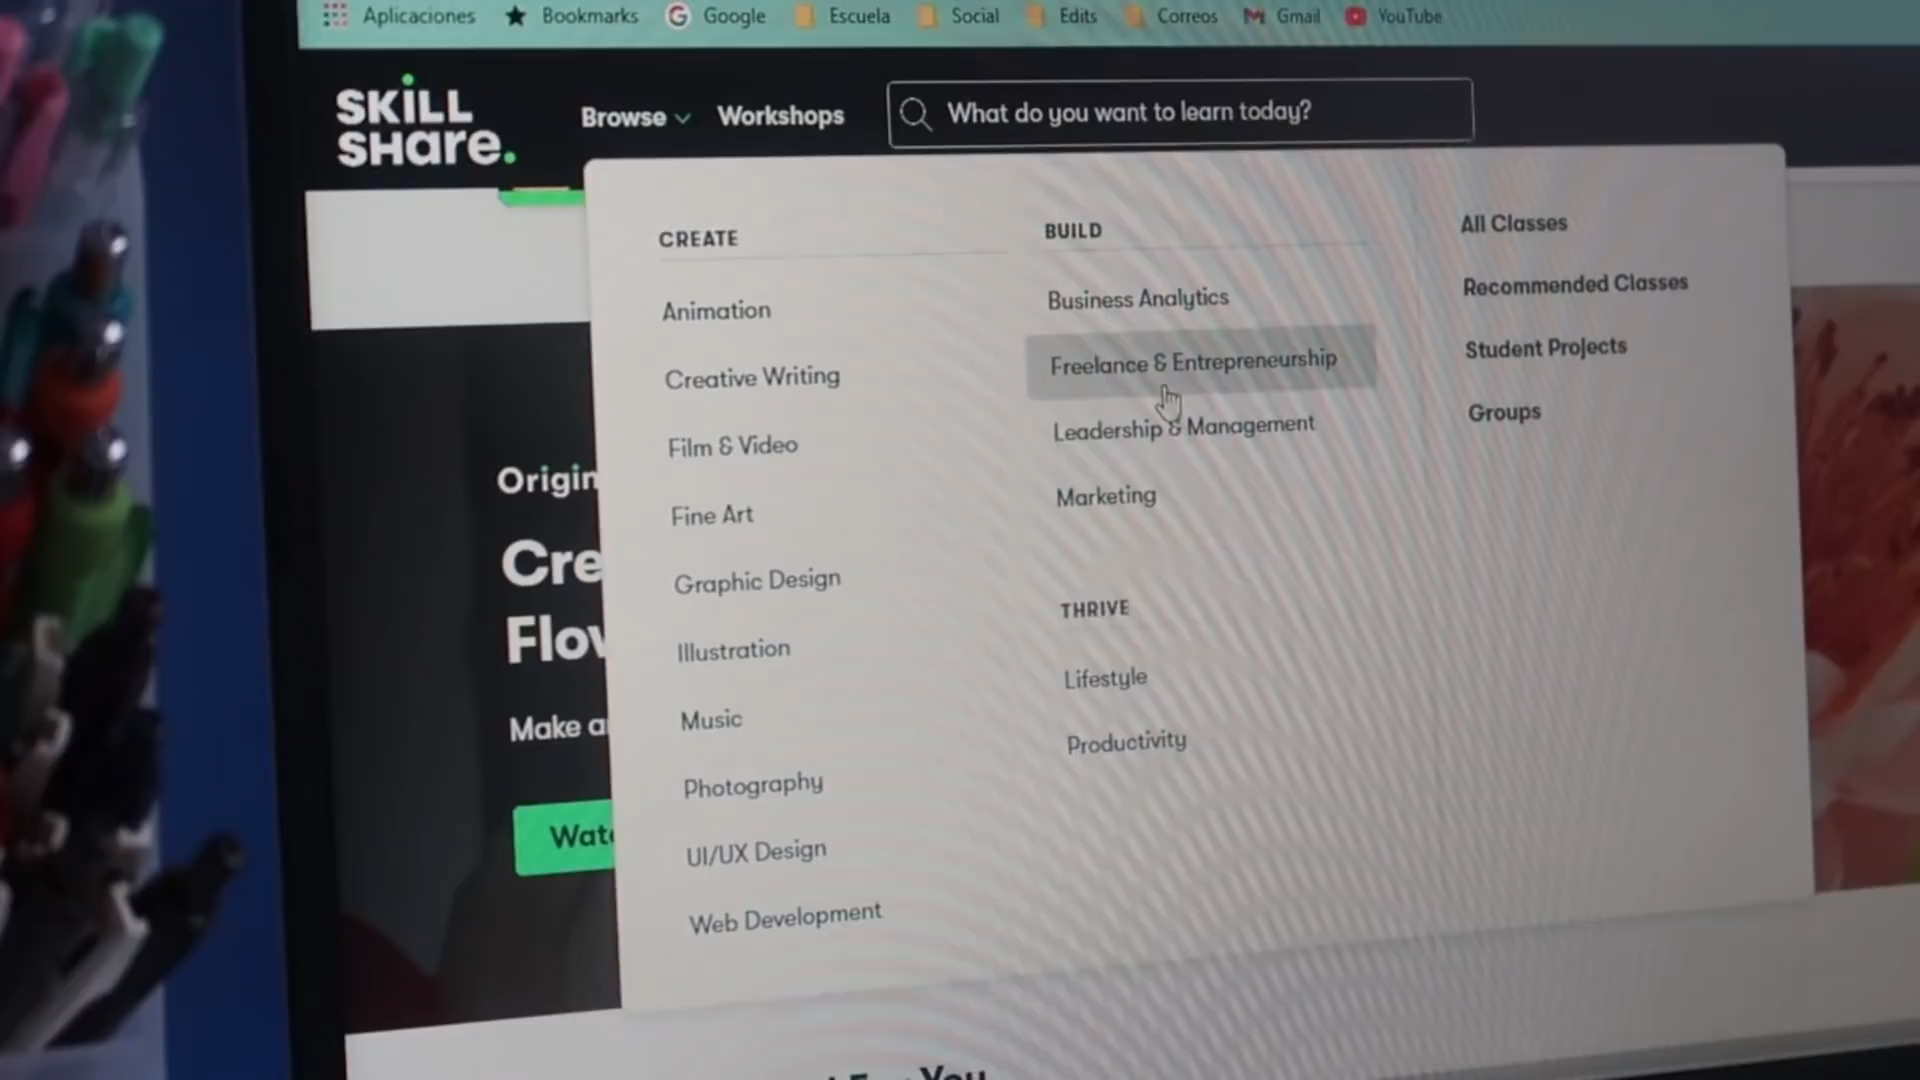 Aplicaciones Bookmarks Google Escuela Social Edits Correos Gmail YouTube
SKiLL
SHare.
Browse Workshops What do you want to learn today?
CREATE
Animation
Creative Writing
Film & Video
Fine Art
Graphic Design
Illustration
Music
Photography
UI/UX Design
Web Development
BUILD
Business Analytics
Freelance & Entrepreneurship
Leadership & Management
Marketing
THRIVE
Lifestyle
Productivity
All Classes
Recommended Classes
Student Projects
Groups
Origin
Cre
Flow
Make a
Wat
You